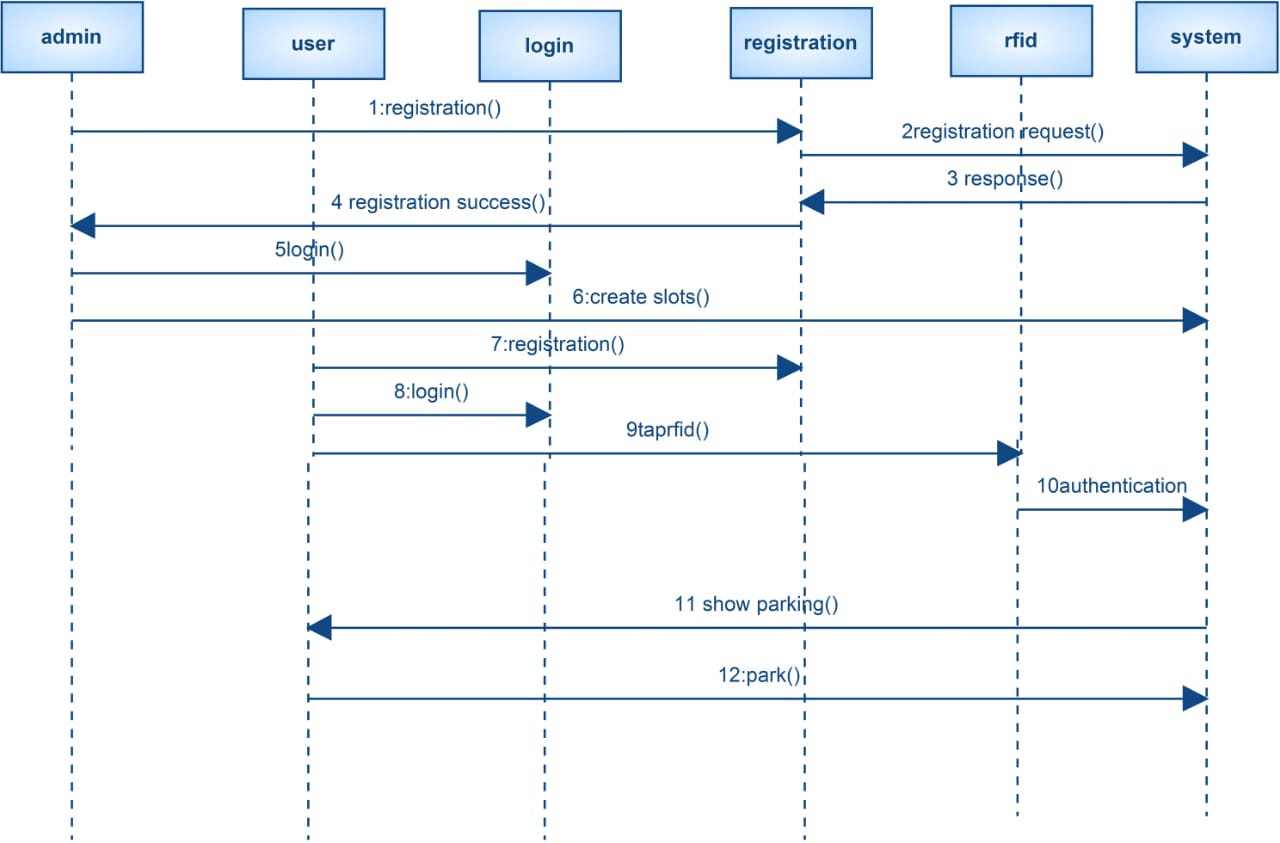 admin
user
login
registration
rfid
system
1:registration()
2registration request()
3 response()
4 registration success()
5login()
6:create slots()
7:registration()
8:login()
9taprfid()
10authentication
11 show parking()
12:park()